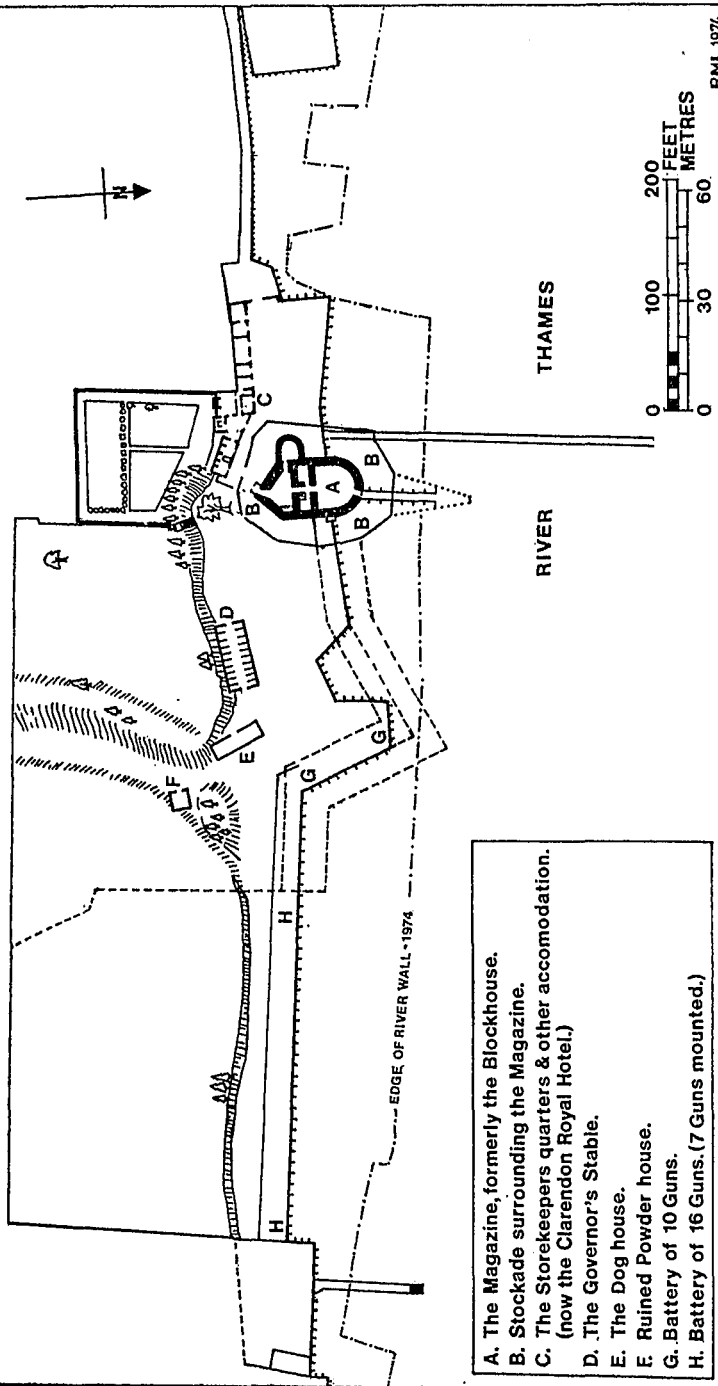 N
C
B
A
B
B
D
E
F
G
G
H
H
THAMES
RIVER
EDGE OF RIVER WALL • 1974
0 100 200 FEET
METRES
0 30 60
A. The Magazine, formerly the Blockhouse.
B. Stockade surrounding the Magazine.
C. The Storekeepers quarters & other accomodation.
(now the Clarendon Royal Hotel.)
D. The Governor's Stable.
E. The Dog house.
F. Ruined Powder house.
G. Battery of 10 Guns.
H. Battery of 16 Guns. (7 Guns mounted.)